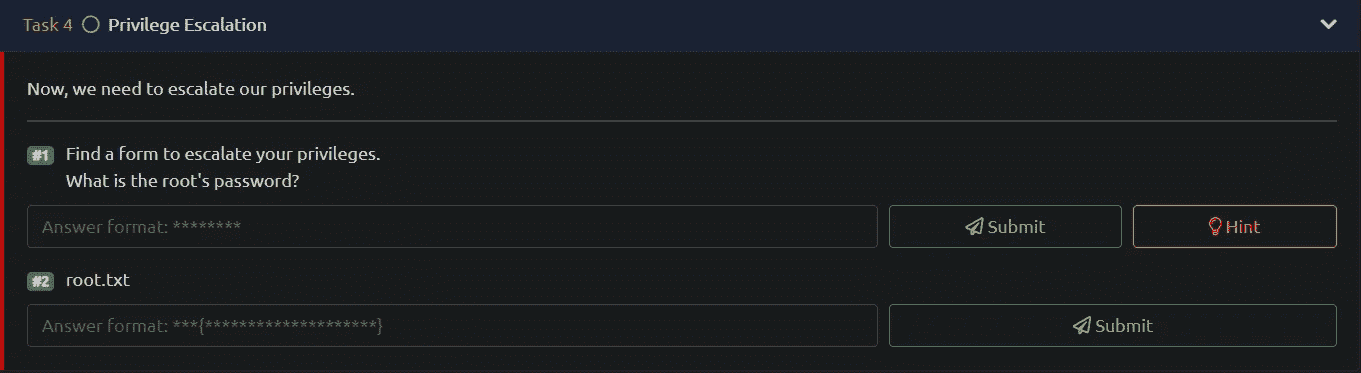 Task 4 Privilege Escalation
Now, we need to escalate our privileges.
#1 Find a form to escalate your privileges.
What is the root's password?
Answer format: ******** Submit Hint
#2 root.txt
Answer format: ***{********************} Submit